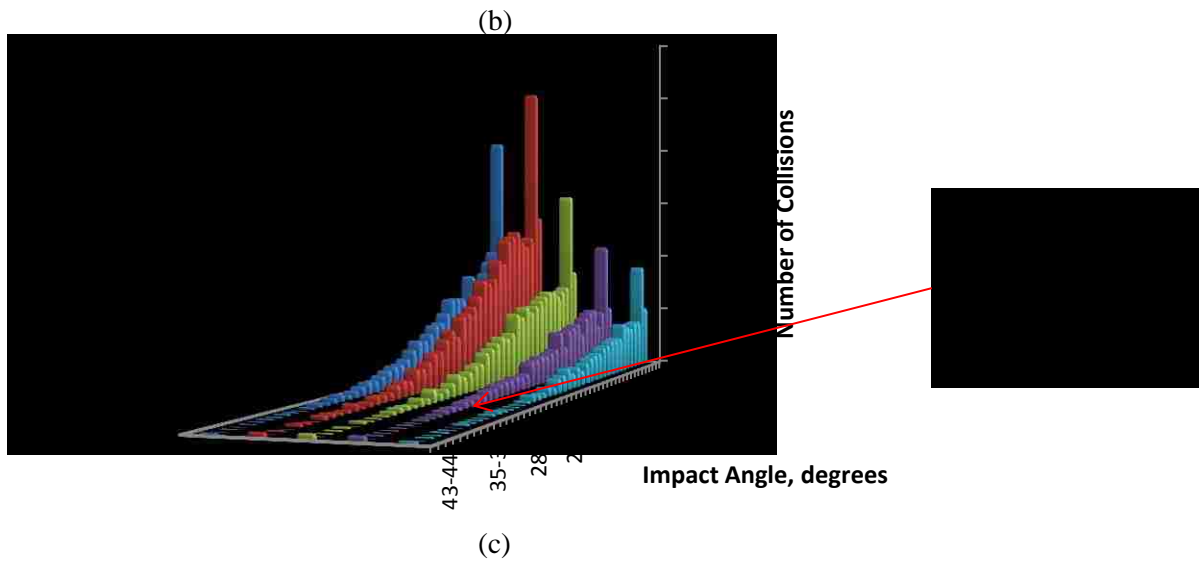 (b)
Number of Collisions
43-44
35-3
28
2
Impact Angle, degrees
(c)